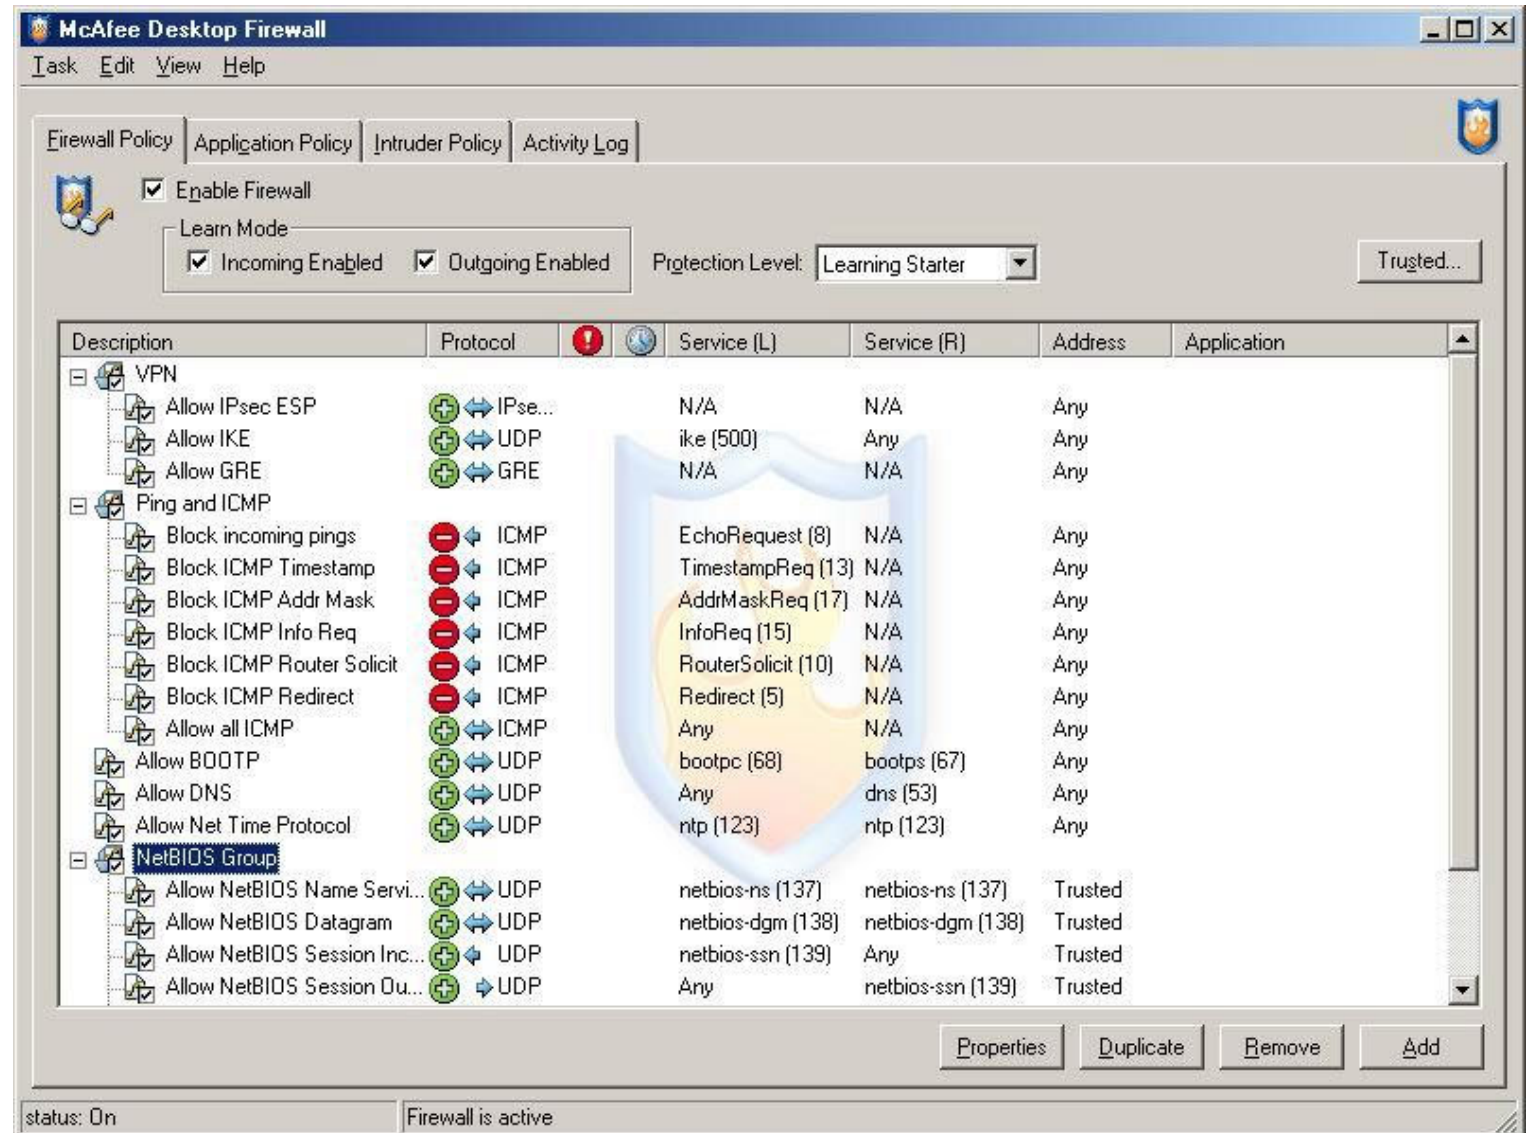 McAfee Desktop Firewall
Task Edit View Help
Firewall Policy Application Policy Intruder Policy Activity Log
Enable Firewall
Learn Mode
Incoming Enabled Outgoing Enabled Protection Level: Learning Starter Trusted...
Description Protocol Service (L) Service (R) Address Application
VPN
Allow IPsec ESP IPse... N/A N/A Any
Allow IKE UDP ike (500) Any Any
Allow GRE GRE N/A N/A Any
Ping and ICMP
Block incoming pings ICMP EchoRequest (8) N/A Any
Block ICMP Timestamp ICMP TimestampReq (13) N/A Any
Block ICMP Addr Mask ICMP AddrMaskReq (17) N/A Any
Block ICMP Info Req ICMP InfoReq (15) N/A Any
Block ICMP Router Solicit ICMP RouterSolicit (10) N/A Any
Block ICMP Redirect ICMP Redirect (5) N/A Any
Allow all ICMP ICMP Any N/A Any
Allow BOOTP UDP bootpc (68) bootps (67) Any
Allow DNS UDP Any dns (53) Any
Allow Net Time Protocol UDP ntp (123) ntp (123) Any
NetBIOS Group
Allow NetBIOS Name Servi... UDP netbios-ns (137) netbios-ns (137) Trusted
Allow NetBIOS Datagram UDP netbios-dgm (138) netbios-dgm (138) Trusted
Allow NetBIOS Session Inc... UDP netbios-ssn (139) Any Trusted
Allow NetBIOS Session Ou... UDP Any netbios-ssn (139) Trusted
Properties Duplicate Remove Add
status: On Firewall is active